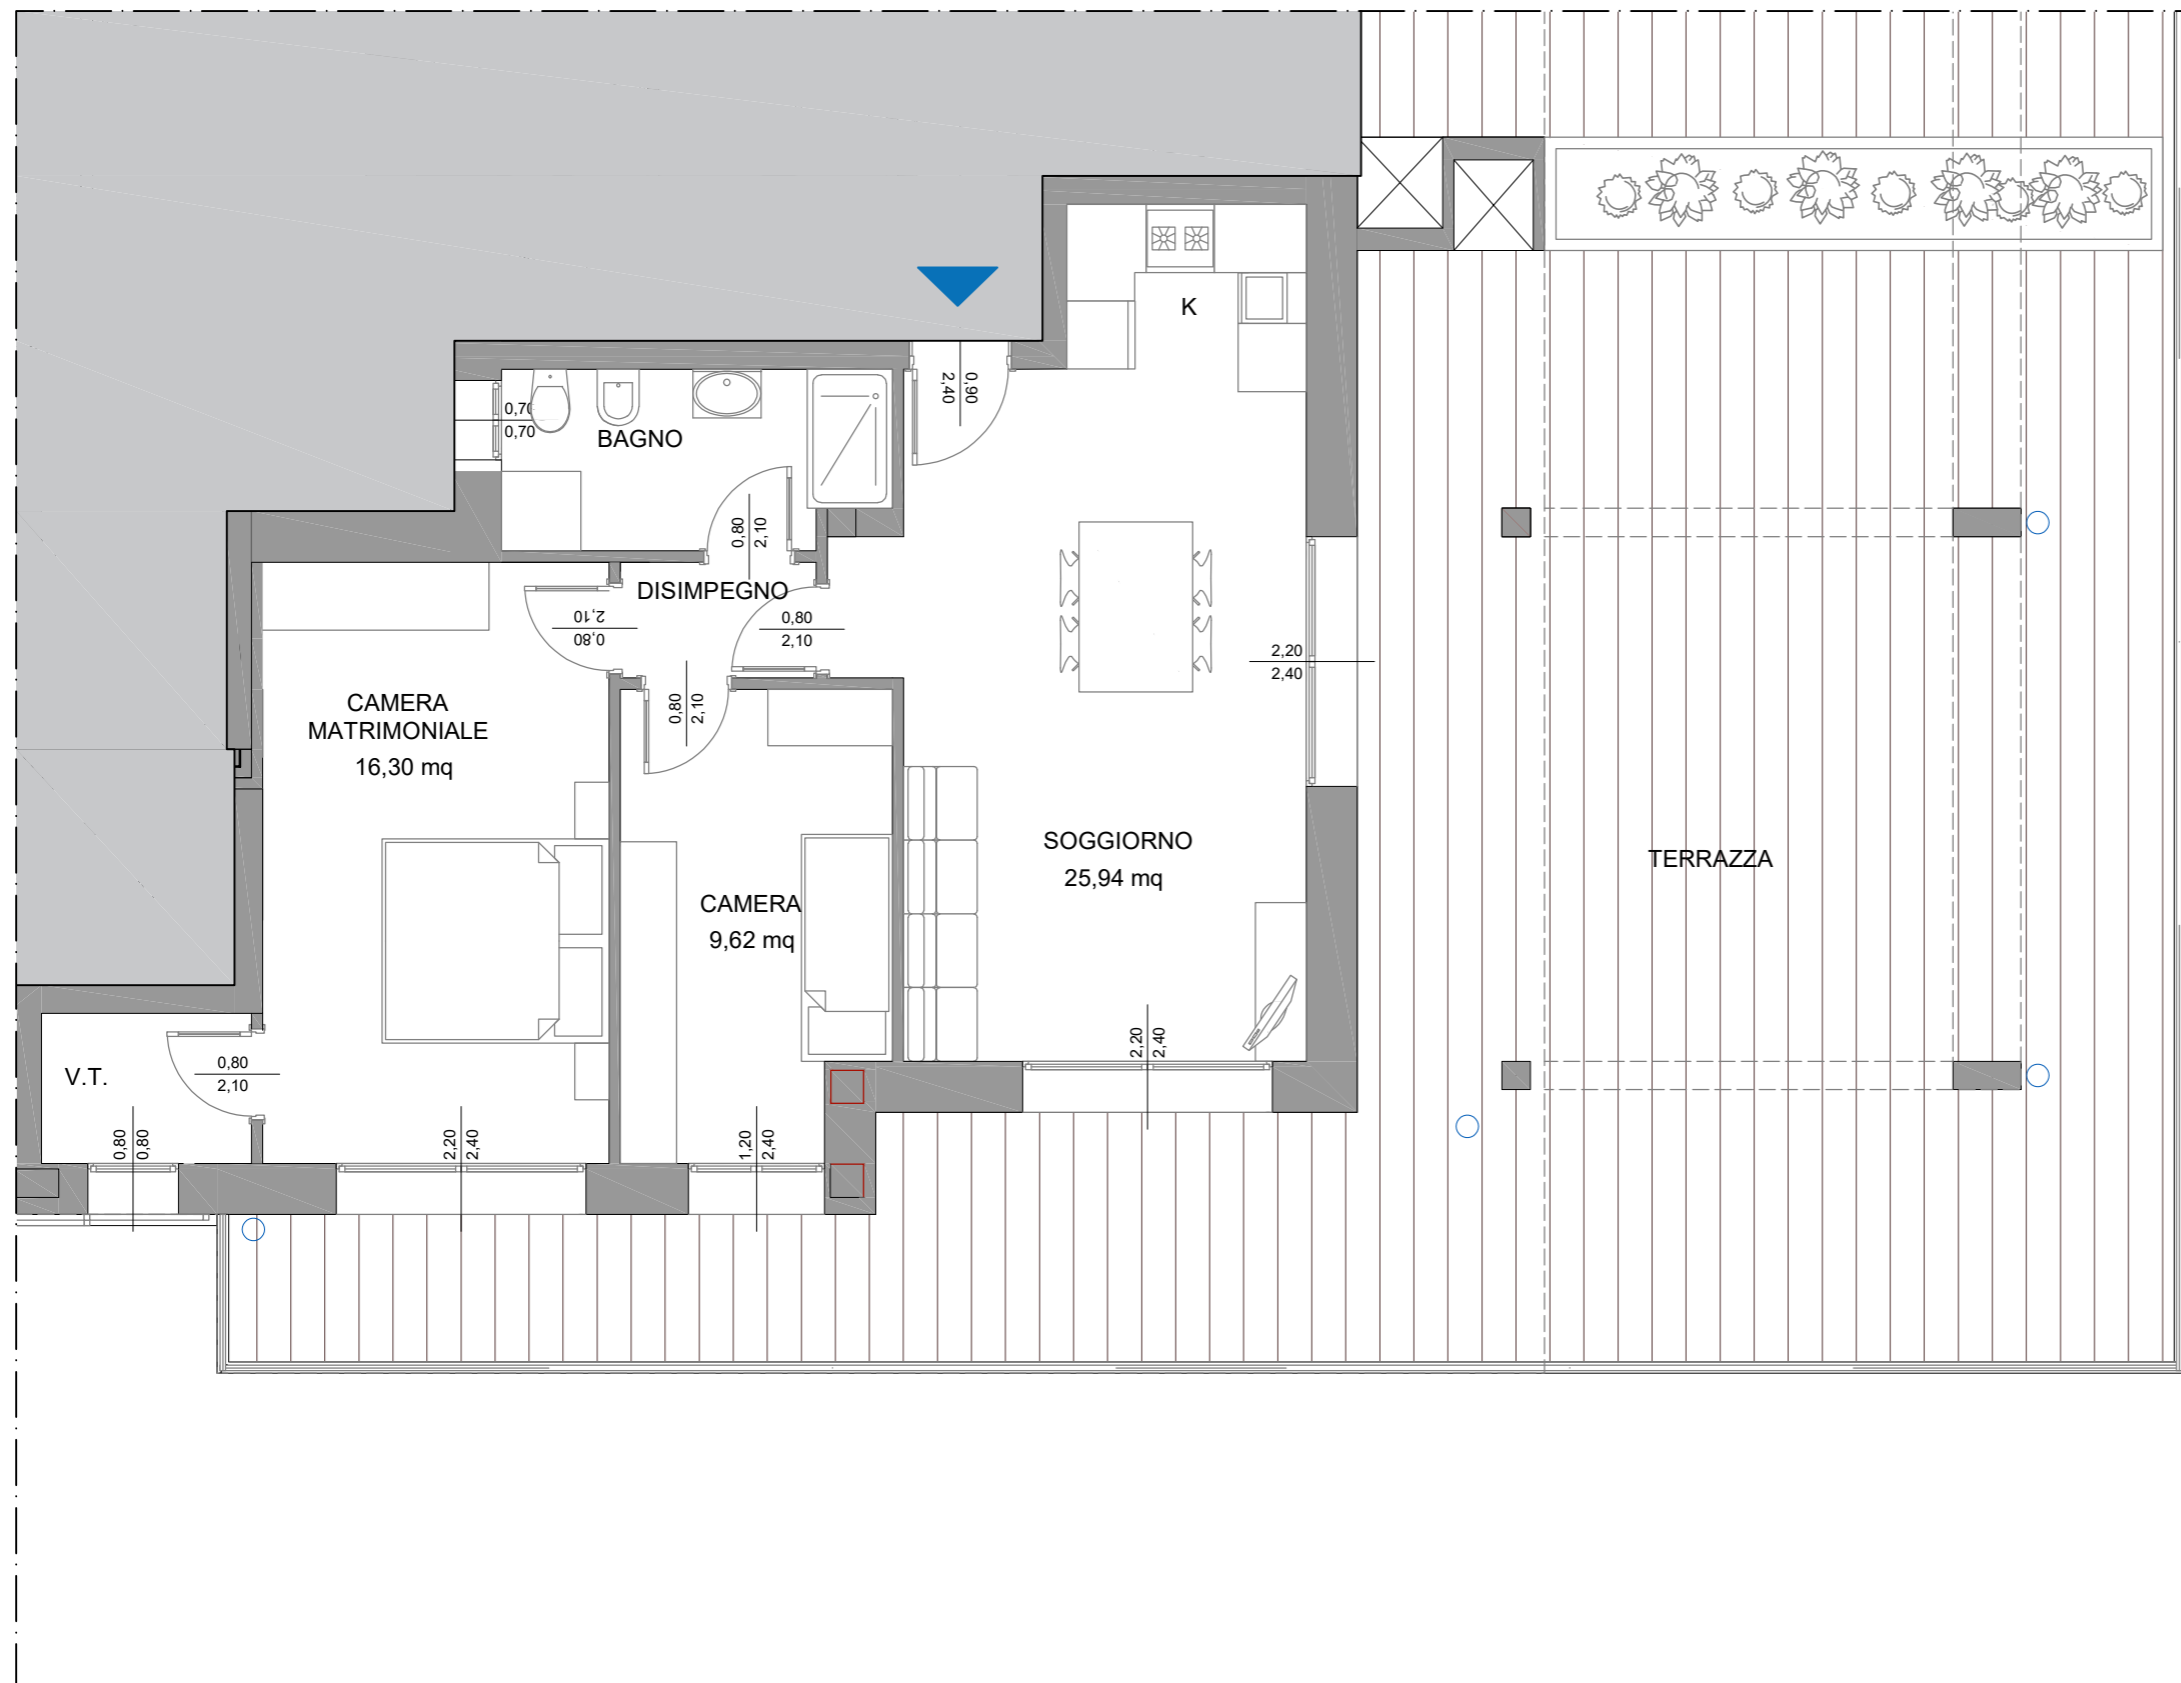 K
0,90
2,40
0,70
0,70
BAGNO
0,80
2,10
DISIMPEGNO
0,80
2,10
0,80
2,10
2,20
2,40
0,80
2,10
CAMERA
MATRIMONIALE
16,30 mq
SOGGIORNO
25,94 mq
TERRAZZA
CAMERA
9,62 mq
V.T.
0,80
2,10
2,20
2,40
0,80
0,80
2,20
2,40
1,20
2,40